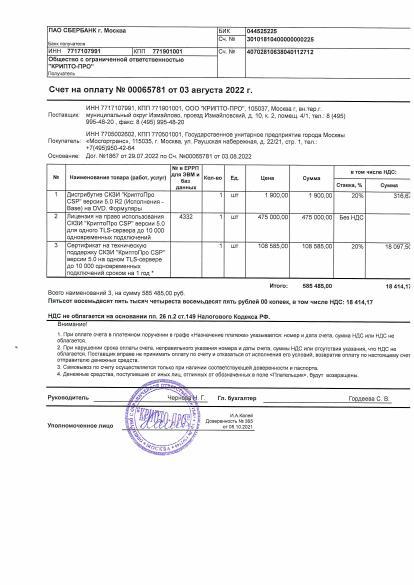 ПАО СБЕРБАНК г. Москва
БИК 044525225
Сч. № 30101810400000000225
Банк получателя
ИНН 7717107991 КПП 771901001 Сч. № 40702810638040112712
Общество с ограниченной ответственностью
"КРИПТО-ПРО"
Получатель
Счет на оплату № 00065781 от 03 августа 2022 г.
ИНН 7717107991, КПП 771901001, ООО "КРИПТО-ПРО", 105037, Москва г, вн.тер.г.
Поставщик: муниципальный округ Измайлово, проезд Измайловский, д. 10, к. 2, помещ. 4/1, тел.: 8 (495)
995-48-20 , факс: 8 (495) 995-48-20
ИНН 7705002602, КПП 770501001, Государственное унитарное предприятие города Москвы
Покупатель: «Мосгортранс», 115035, г. Москва, ул. Раушская набережная, д. 22/21, стр. 1, тел.:
+7(495)950-42-64
Основание: Дог. №1867 от 29.07.2022 по Сч. №00065781 от 03.08.2022
№ Наименование товара (работ, услуг) № в ЕРРП для ЭВМ и баз данных Кол-во Ед. Цена Сумма в том числе НДС:
Ставка, % Сумма
1 Дистрибутив СКЗИ "КриптоПро 1 шт 1 900,00 1 900,00 20% 316,6
CSP" версии 5.0 R2 (Исполнения -
Base) на DVD. Формуляры
2 Лицензия на право использования 4332 1 шт 475 000,00 475 000,00 Без НДС
СКЗИ "КриптоПро CSP" версии 5.0
для одного TLS-сервера до 10 000
одновременных подключений
3 Сертификат на техническую 1 шт 108 585,00 108 585,00 20% 18 097,50
поддержку СКЗИ "КриптоПро CSP"
версии 5.0 на одном TLS-сервере
до 10 000 одновременных
подключений сроком на 1 год *
Итого: 585 485,00 18 414,17
Всего наименований 3, на сумму 585 485,00 руб.
Пятьсот восемьдесят пять тысяч четыреста восемьдесят пять рублей 00 копеек, в том числе НДС: 18 414,17
НДС не облагается на основании пп. 26 п.2 ст.149 Налогового Кодекса РФ.
Внимание!
1. При оплате счета в платежном поручении в графе «Назначение платежа» указывается: номер и дата счета, сумма НДС или НДС не
облагается.
2. При нарушении срока оплаты счета, неправильного указания номера и даты счета, суммы НДС или отсутствия указания, что НДС не
облагается. Поставщик вправе не принимать оплату по счету и отказаться от исполнения его условий, возвратив оплату по настоящему счет
отправителю денежных средств.
3. Самовывоз по счету осуществляется только при наличии соответствующей доверенности и паспорта.
4. Денежные средства, поступившие от иных лиц, отличных от обозначенных в поле «Плательщик», будут возвращены.
Руководитель Чернова Н. Г. Гл. бухгалтер Гордеева С. В.
КРИПТО-ПРО
МОСКВА
Уполномоченное лицо
Доверенность № 385
от 08.10.2021